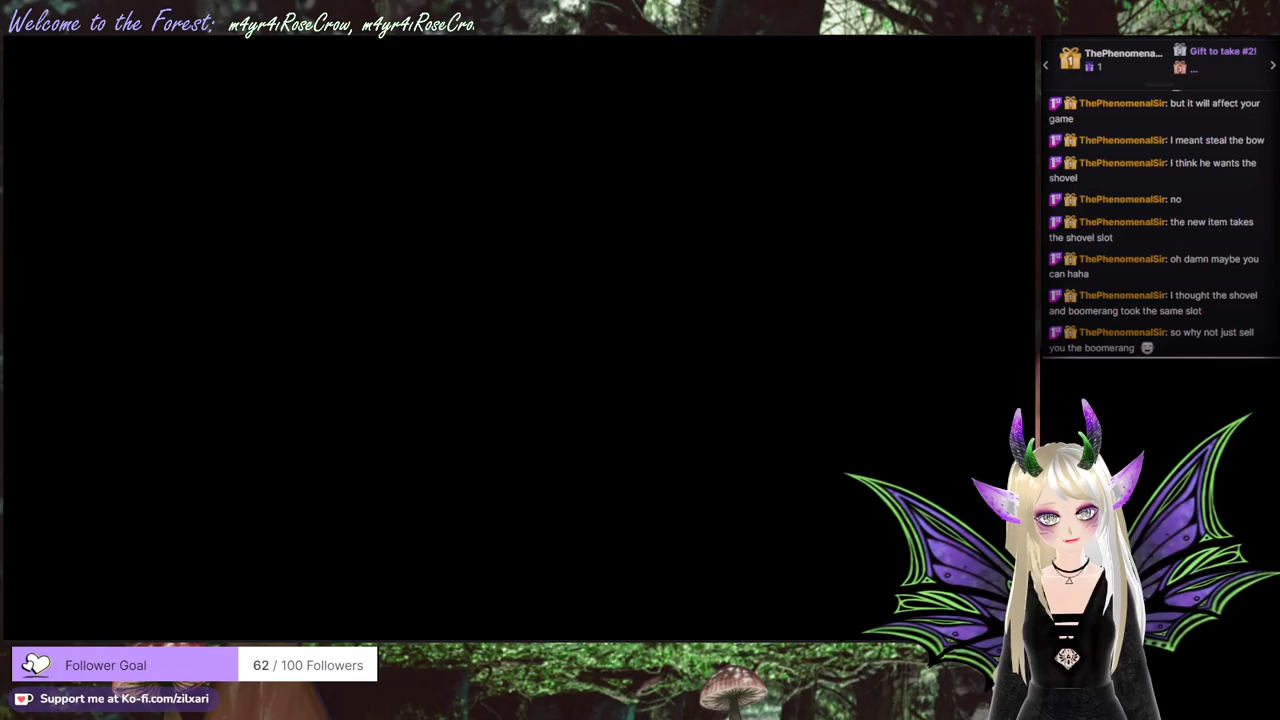 Welcome to the Forest: m4yr4iRoseCrow, m4yr4iRoseCro
ThePhenomena...
1
Gift to take #2!
...
ThePhenomenalSir: but it will affect your
game
ThePhenomenalSir: I meant steal the bow
ThePhenomenalSir: I think he wants the
shovel
ThePhenomenalSir: no
ThePhenomenalSir: the new item takes
the shovel slot
ThePhenomenalSir: oh damn maybe you
can haha
ThePhenomenalSir: I thought the shovel
and boomerang took the same slot
ThePhenomenalSir: so why not just sell
you the boomerang
Follower Goal 62 / 100 Followers
Support me at Ko-fi.com/zilxari